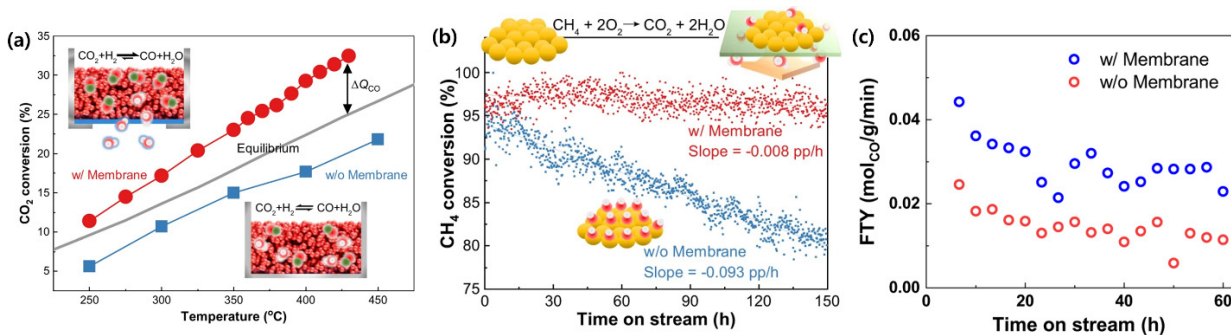 (a)
CO₂+H₂⇌CO+H₂O
ΔQCO
Equilibrium
w/ Membrane
w/o Membrane
CO₂+H₂⇌CO+H₂O
CO₂ conversion (%)
35
30
25
20
15
10
5
250 300 350 400 450
Temperature (°C)
(b)
CH₄ + 2O₂→ CO₂ + 2H₂O
CH₄ conversion (%)
100
95
90
85
80
75
w/ Membrane
Slope = -0.008 pp/h
w/o Membrane
Slope = -0.093 pp/h
0 30 60 90 120 150
Time on stream (h)
(c)
FTY (molCO/g/min)
0.06
0.04
0.02
0.00
w/ Membrane
w/o Membrane
0 20 40 60
Time on stream (h)